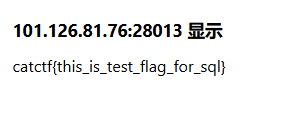 101.126.81.76:28013 显示
catctf{this_is_test_flag_for_sql}